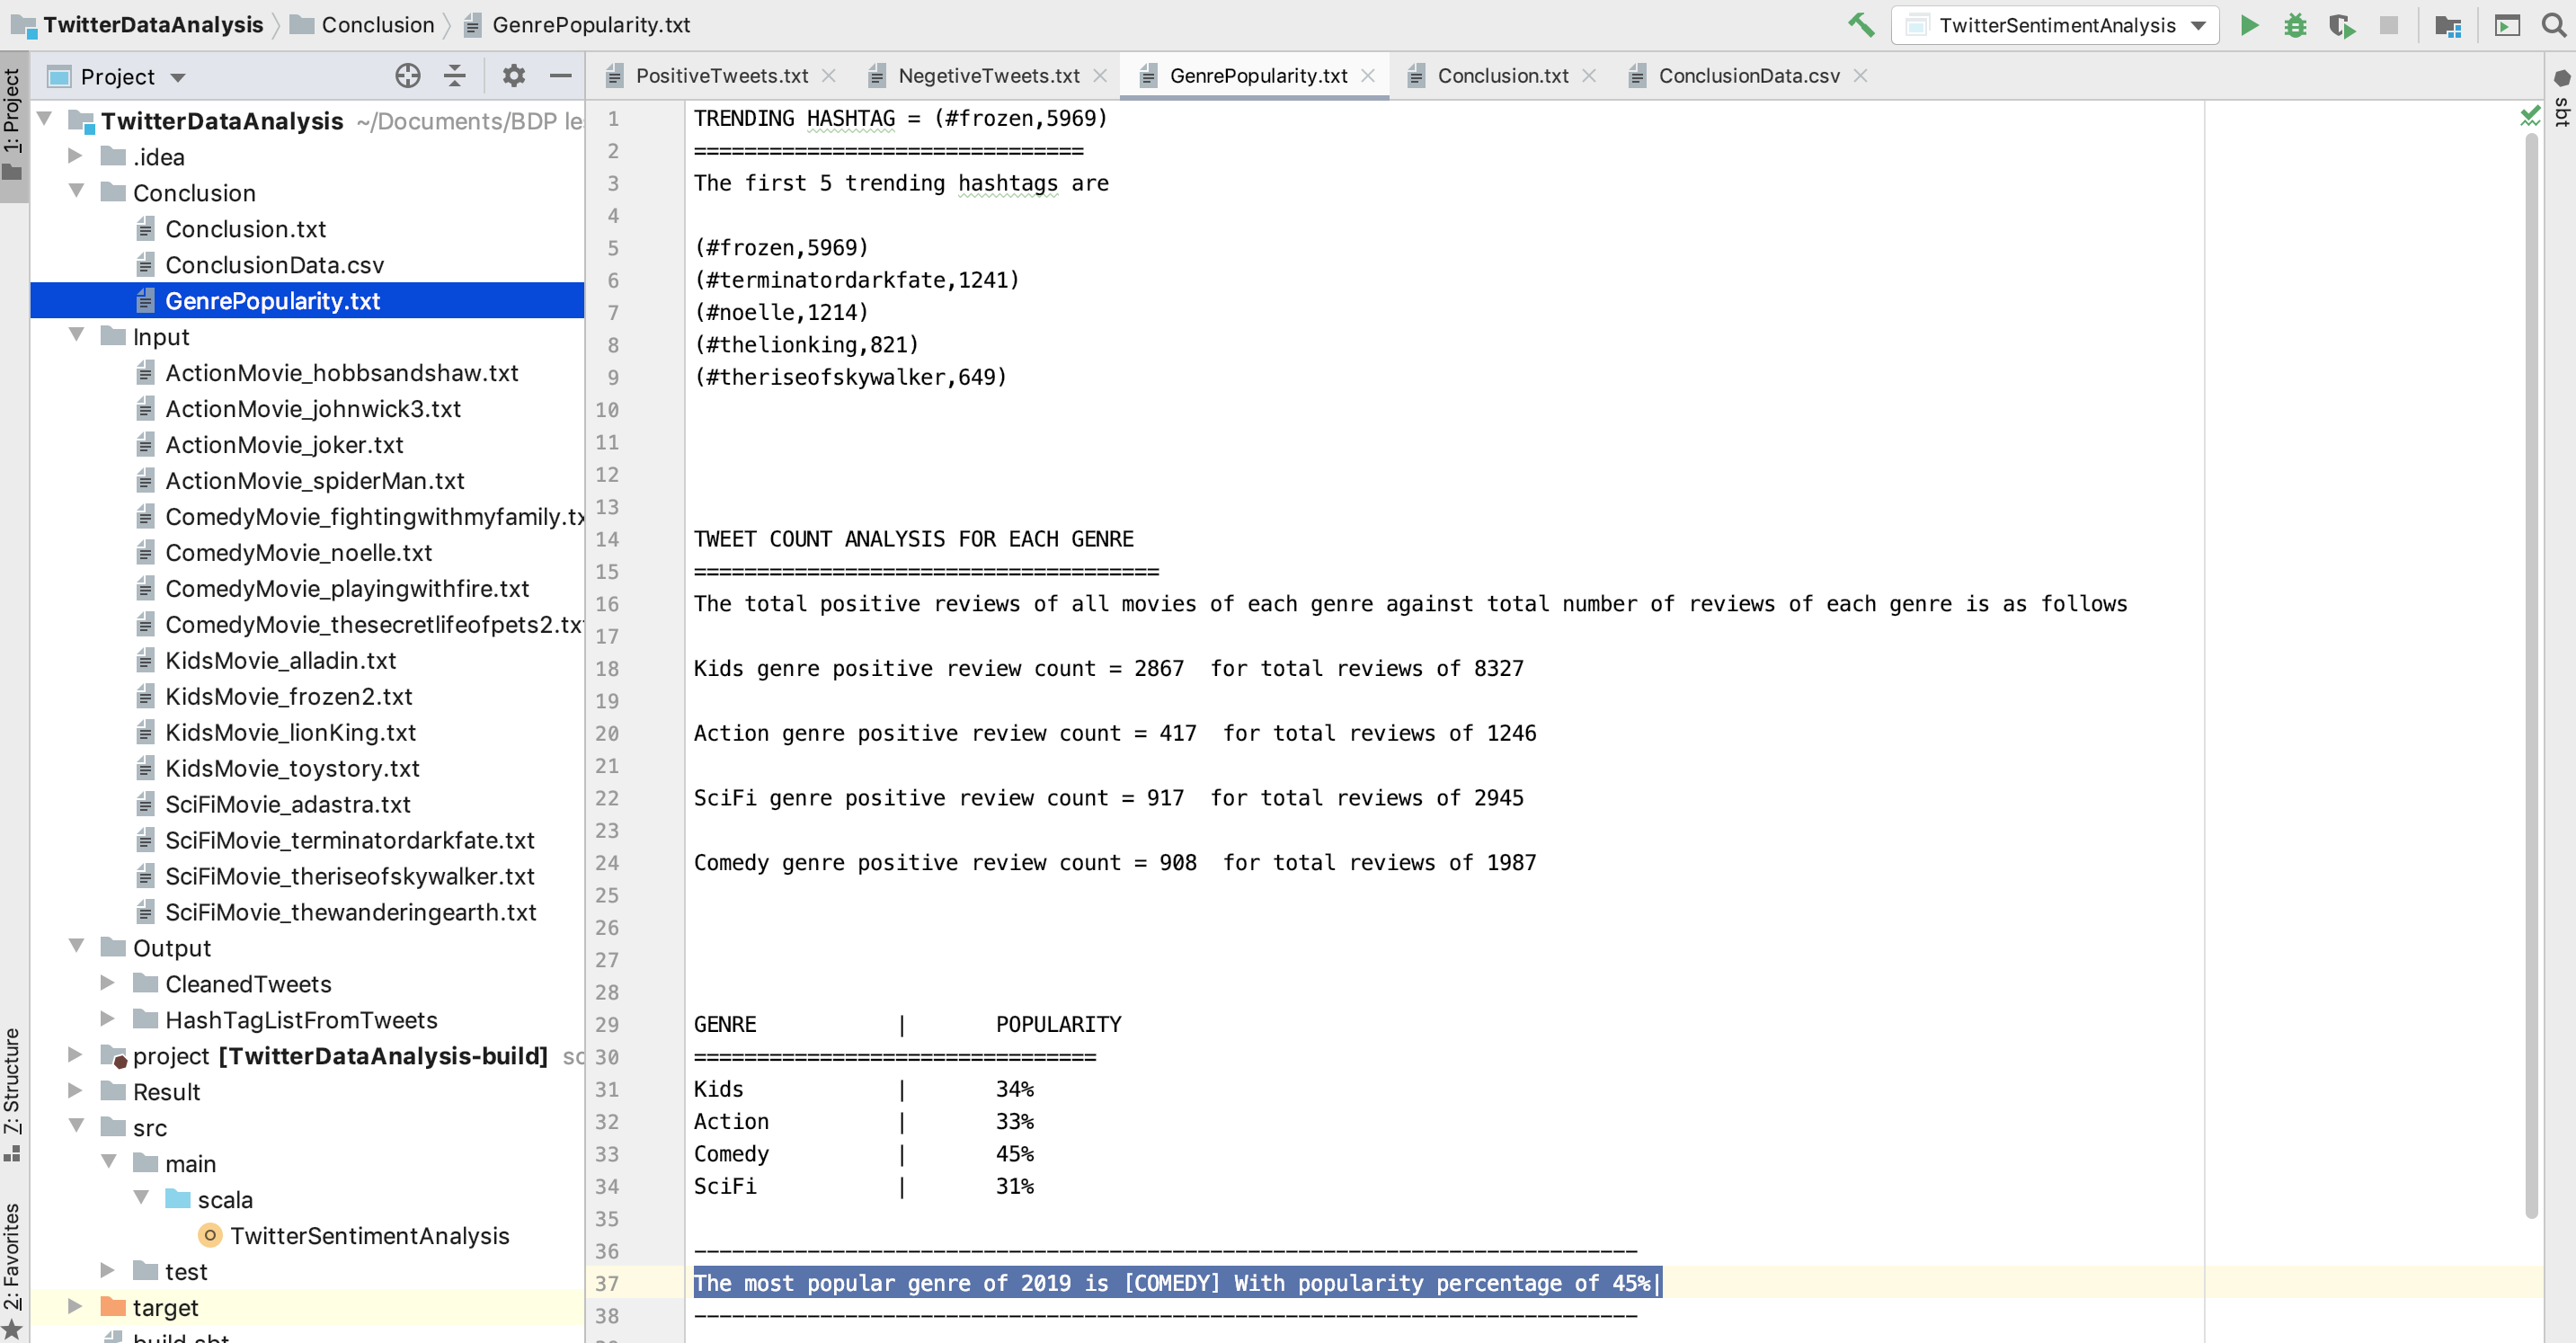 TwitterDataAnalysis Conclusion GenrePopularity.txt
TwitterSentimentAnalysis
Project
PositiveTweets.txt NegetiveTweets.txt GenrePopularity.txt Conclusion.txt ConclusionData.csv
1: Project
7: Structure
2: Favorites
sbt
TwitterDataAnalysis ~/Documents/BDP le
.idea
Conclusion
Conclusion.txt
ConclusionData.csv
GenrePopularity.txt
Input
ActionMovie_hobbsandshaw.txt
ActionMovie_johnwick3.txt
ActionMovie_joker.txt
ActionMovie_spiderMan.txt
ComedyMovie_fightingwithmyfamily.tx
ComedyMovie_noelle.txt
ComedyMovie_playingwithfire.txt
ComedyMovie_thesecretlifeofpets2.tx
KidsMovie_alladin.txt
KidsMovie_frozen2.txt
KidsMovie_lionKing.txt
KidsMovie_toystory.txt
SciFiMovie_adastra.txt
SciFiMovie_terminatordarkfate.txt
SciFiMovie_theriseofskywalker.txt
SciFiMovie_thewanderingearth.txt
Output
CleanedTweets
HashTagListFromTweets
project [TwitterDataAnalysis-build] sc
Result
src
main
scala
TwitterSentimentAnalysis
test
target
build.sbt
1 TRENDING HASHTAG = (#frozen,5969)
2 ===============================
3 The first 5 trending hashtags are
4
5 (#frozen,5969)
6 (#terminatordarkfate,1241)
7 (#noelle,1214)
8 (#thelionking,821)
9 (#theriseofskywalker,649)
10
11
12
13
14 TWEET COUNT ANALYSIS FOR EACH GENRE
15 =====================================
16 The total positive reviews of all movies of each genre against total number of reviews of each genre is as follows
17
18 Kids genre positive review count = 2867  for total reviews of 8327
19
20 Action genre positive review count = 417  for total reviews of 1246
21
22 SciFi genre positive review count = 917  for total reviews of 2945
23
24 Comedy genre positive review count = 908  for total reviews of 1987
25
26
27
28
29 GENRE | POPULARITY
30 ================================
31 Kids | 34%
32 Action | 33%
33 Comedy | 45%
34 SciFi | 31%
35
36 ---------------------------------------------------------------------------
37 The most popular genre of 2019 is [COMEDY] With popularity percentage of 45%
38 ---------------------------------------------------------------------------